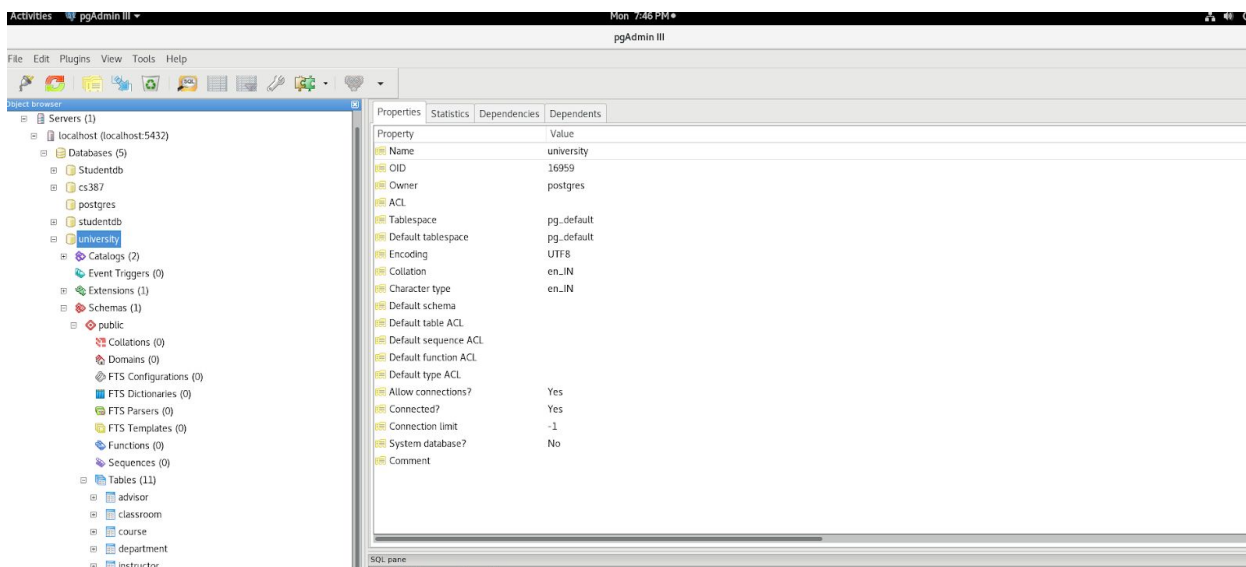 Activities pgAdmin III
Mon 7:46 PM
pgAdmin III
File Edit Plugins View Tools Help
SQL
Object browser
Servers (1)
localhost (localhost:5432)
Databases (5)
Studentdb
cs387
postgres
studentdb
university
Catalogs (2)
Event Triggers (0)
Extensions (1)
Schemas (1)
public
Collations (0)
Domains (0)
FTS Configurations (0)
FTS Dictionaries (0)
FTS Parsers (0)
FTS Templates (0)
Functions (0)
Sequences (0)
Tables (11)
advisor
classroom
course
department
instructor
Properties Statistics Dependencies Dependents
Property Value
Name university
OID 16959
Owner postgres
ACL
Tablespace pg_default
Default tablespace pg_default
Encoding UTF8
Collation en_IN
Character type en_IN
Default schema
Default table ACL
Default sequence ACL
Default function ACL
Default type ACL
Allow connections? Yes
Connected? Yes
Connection limit -1
System database? No
Comment
SQL pane